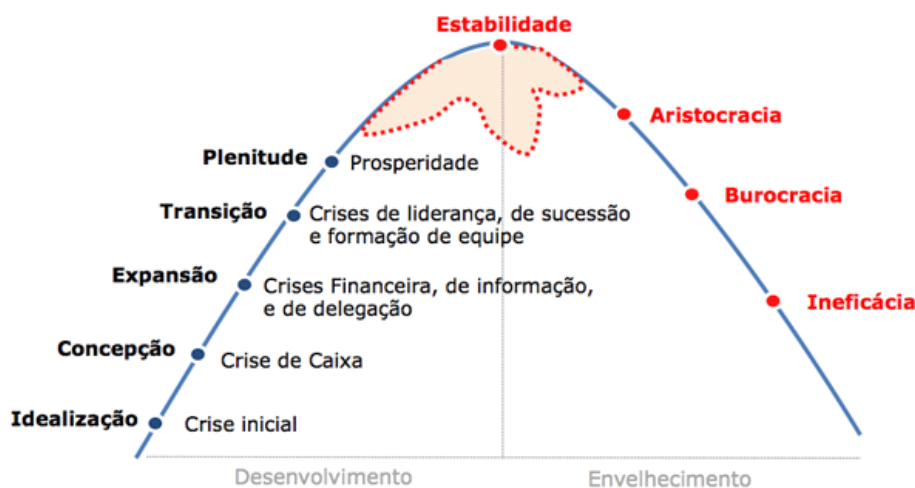 Estabilidade
Aristocracia
Plenitude
Prosperidade
Burocracia
Transição
Crises de liderança, de sucessão
e formação de equipe
Expansão
Crises Financeira, de informação,
e de delegação
Ineficácia
Concepção
Crise de Caixa
Idealização
Crise inicial
Desenvolvimento
Envelhecimento